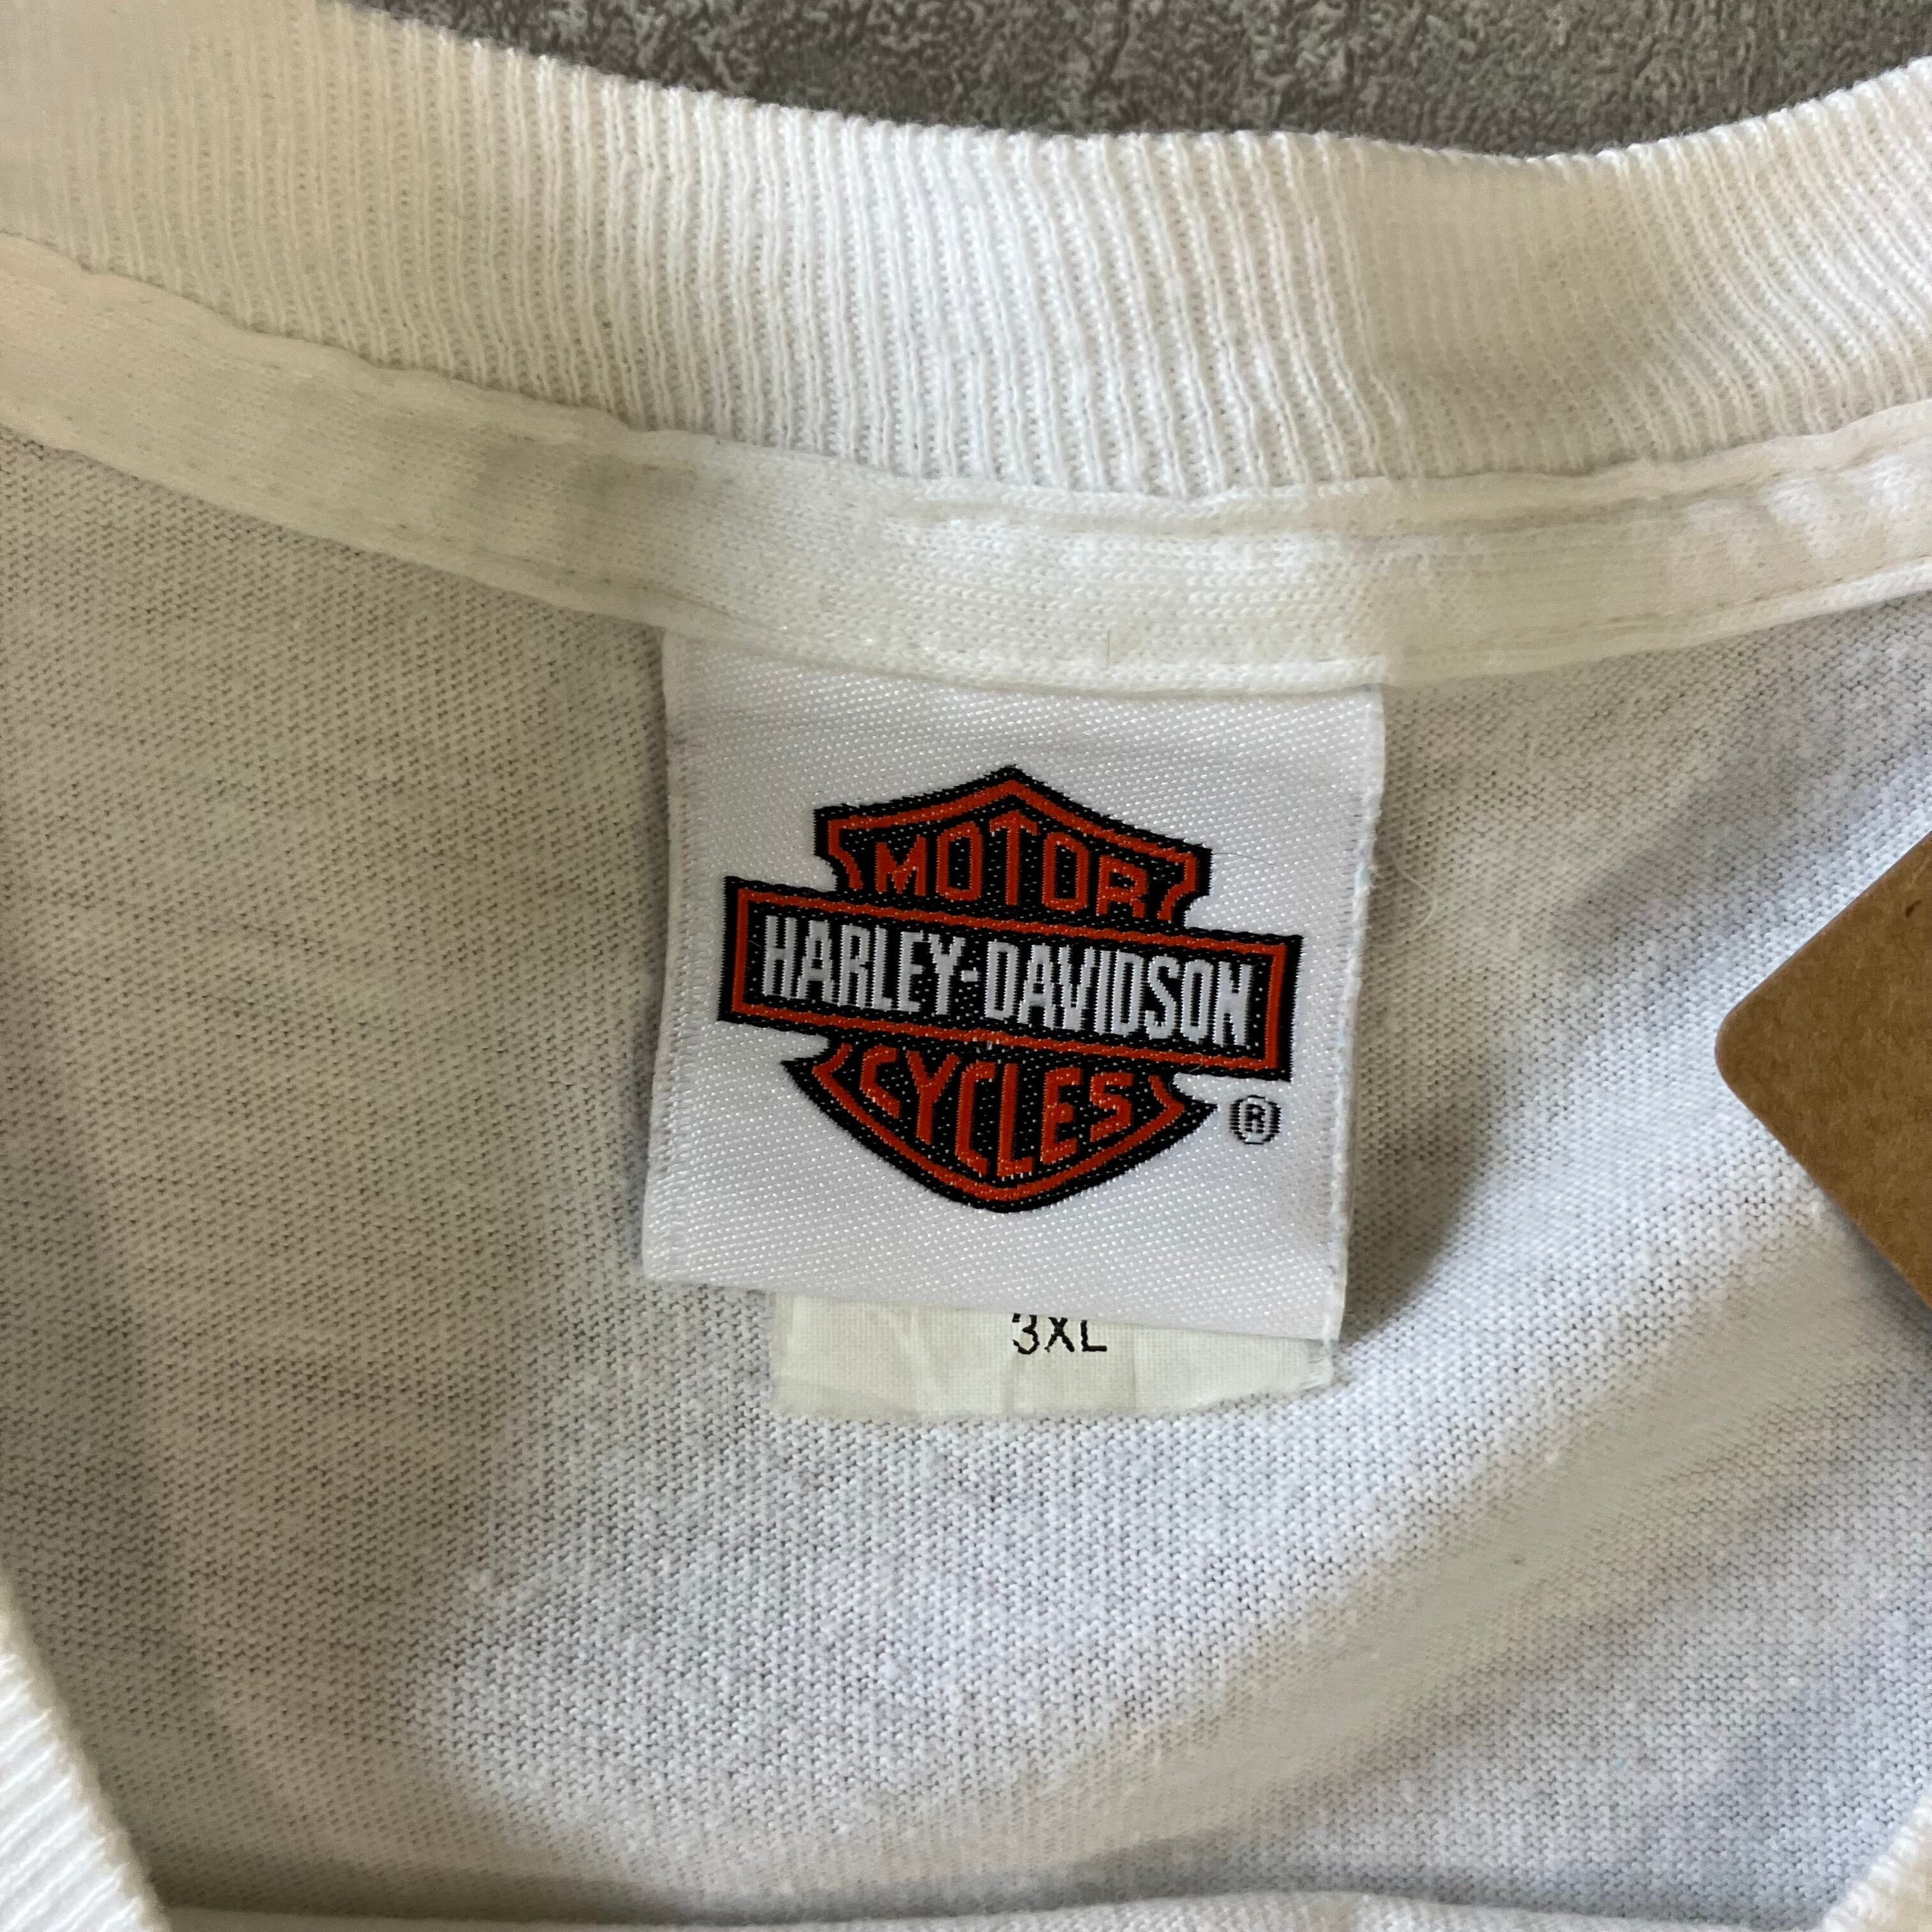 MOTOR
HARLEY-DAVIDSON
CYCLES
®
3XL